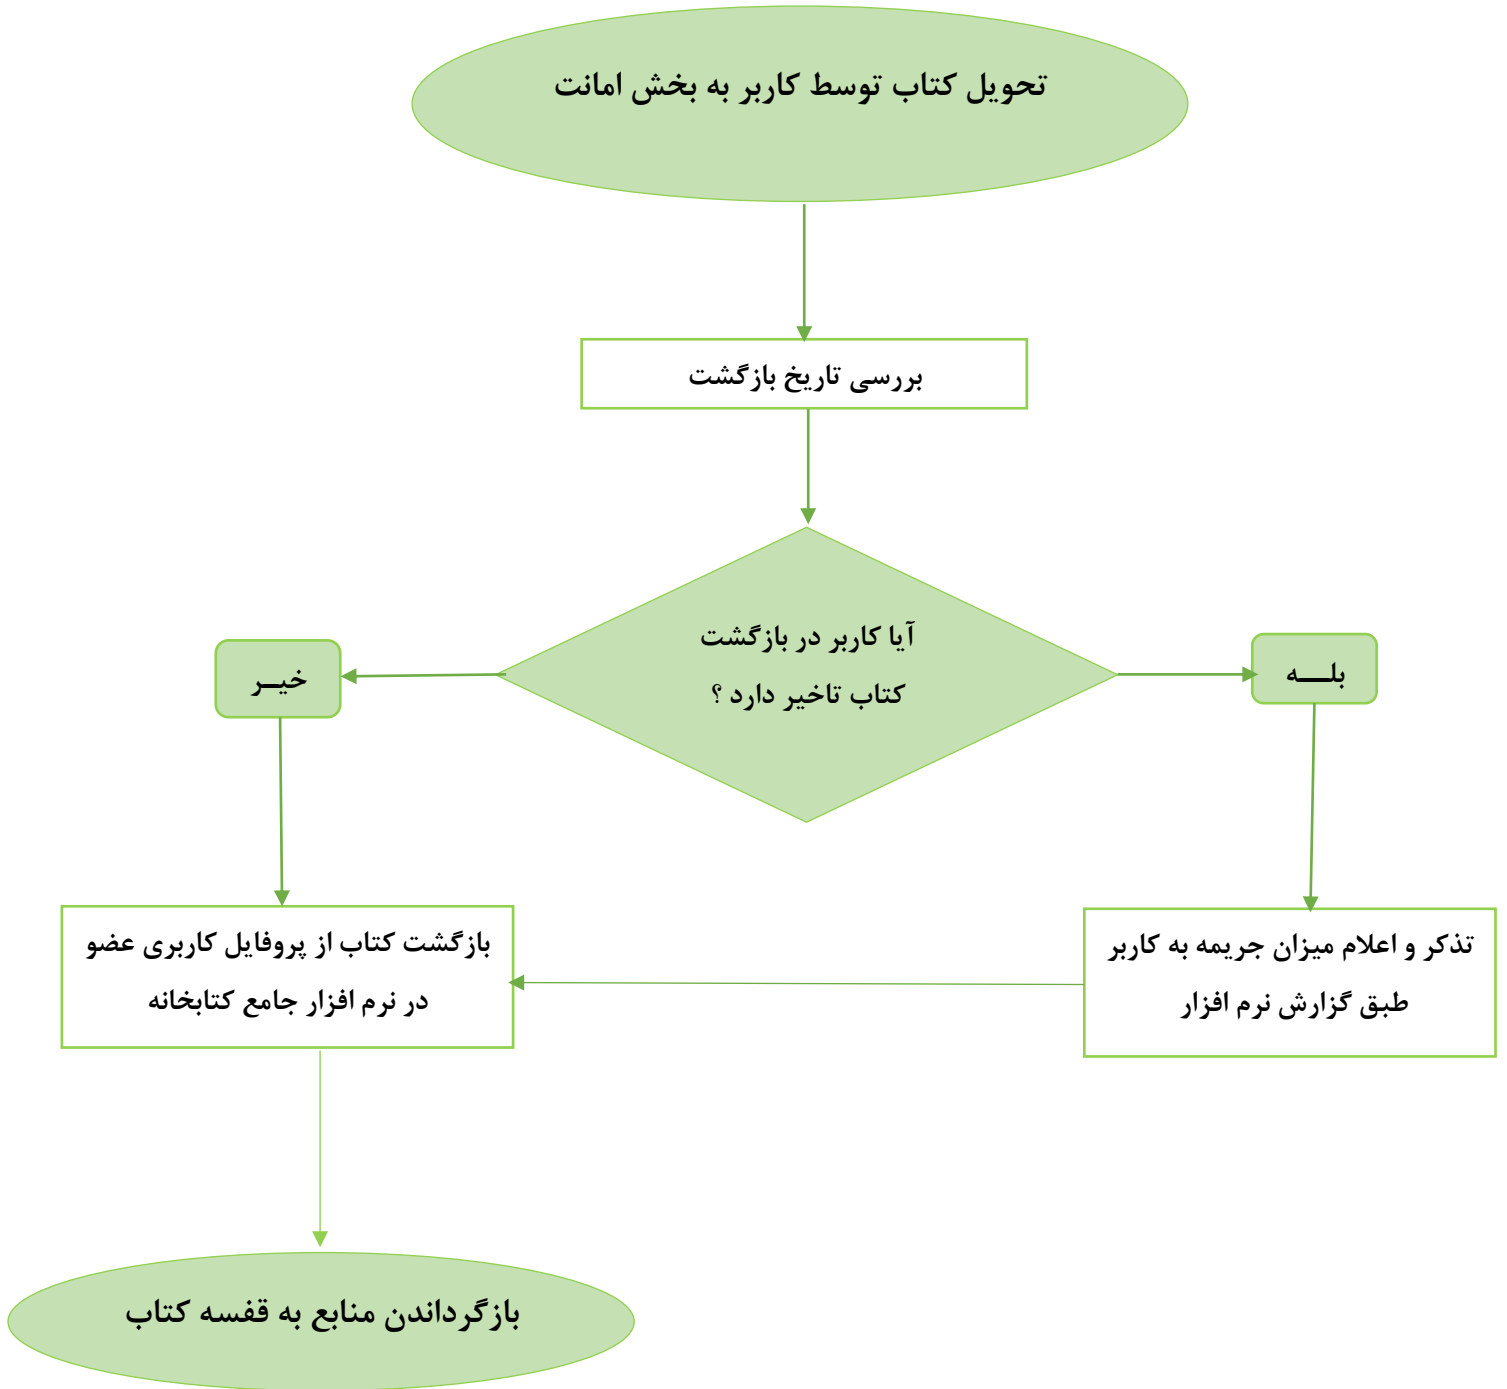 تحویل کتاب توسط کاربر به بخش امانت
بررسی تاریخ بازگشت
آیا کاربر در بازگشت
کتاب تاخیر دارد ؟
بلـــه
خیــر
تذکر و اعلام میزان جریمه به کاربر
طبق گزارش نرم افزار
بازگشت کتاب از پروفایل کاربری عضو
در نرم افزار جامع کتابخانه
بازگرداندن منابع به قفسه کتاب